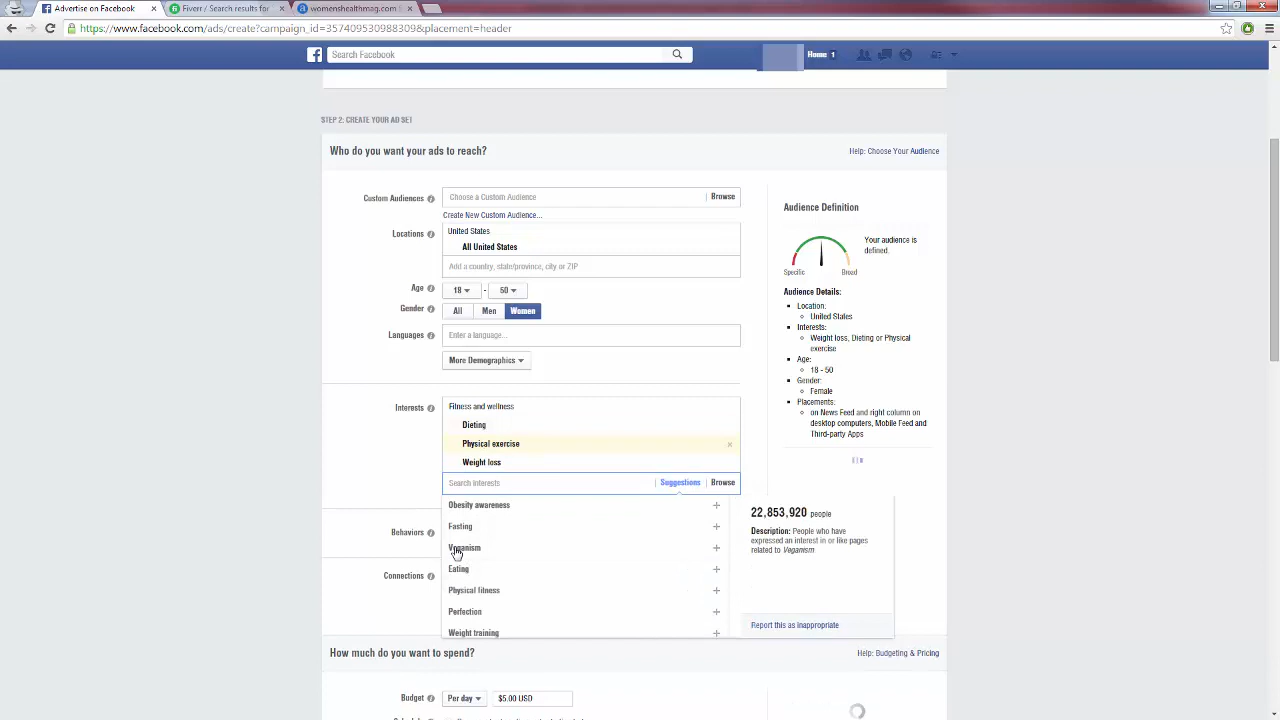 Advertise on Facebook
Fiverr / Search results for
womenshealthmag.com
https://www.facebook.com/ads/create?campaign_id=357409530988309&placement=header
Search Facebook
Home 1
STEP 2: CREATE YOUR AD SET
Who do you want your ads to reach?
Help: Choose Your Audience
Custom Audiences
Choose a Custom Audience
Browse
Create New Custom Audience...
Locations
United States
All United States
Add a country, state/province, city or ZIP
Age
18 - 50
Gender
All Men Women
Languages
Enter a language...
More Demographics
Interests
Fitness and wellness
Dieting
Physical exercise
Weight loss
Search interests
Suggestions
Browse
Obesity awareness
Fasting
Veganism
Eating
Physical fitness
Perfection
Weight training
Behaviors
Connections
Audience Definition
Your audience is
defined.
Specific
Broad
Audience Details:
Location:
United States
Interests:
Weight loss, Dieting or Physical
exercise
Age:
18 - 50
Gender:
Female
Placements:
on News Feed and right column on
desktop computers, Mobile Feed and
Third-party Apps
22,853,920 people
Description: People who have
expressed an interest in or like pages
related to Veganism
Report this as inappropriate
How much do you want to spend?
Help: Budgeting & Pricing
Budget
Per day
$5.00 USD